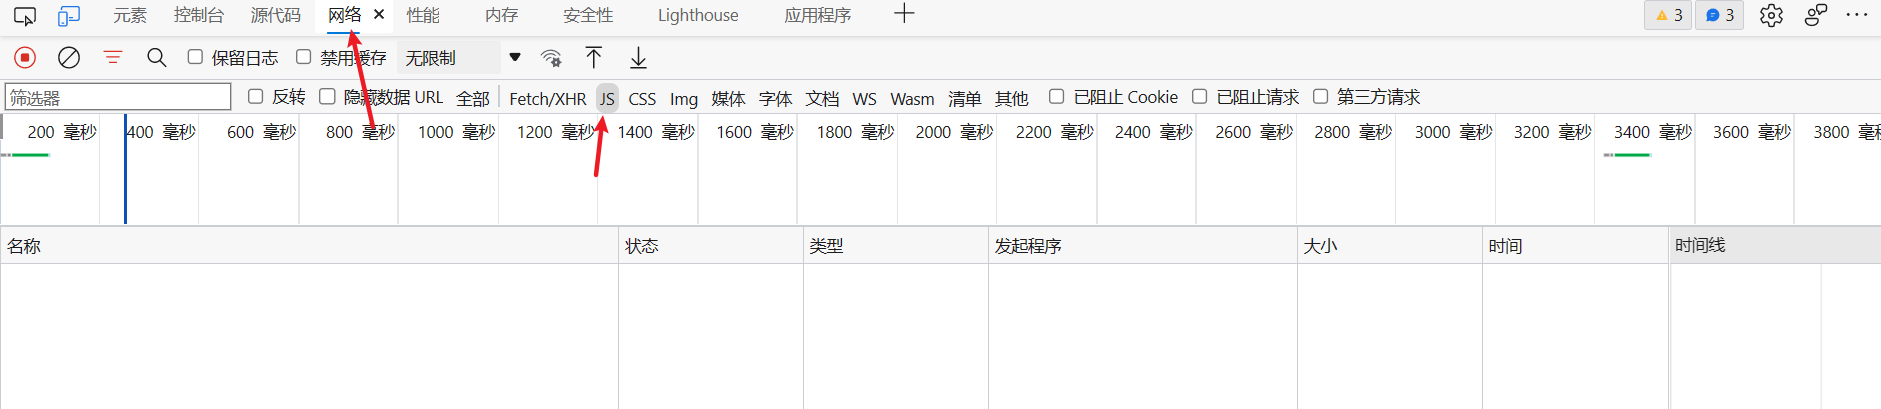 元素 控制台 源代码 网络 性能 内存 安全性 Lighthouse 应用程序 3 3
保留日志 禁用缓存 无限制
筛选器 反转 隐藏数据 URL 全部 Fetch/XHR JS CSS Img 媒体 字体 文档 WS Wasm 清单 其他 已阻止 Cookie 已阻止请求 第三方请求
200 毫秒 400 毫秒 600 毫秒 800 毫秒 1000 毫秒 1200 毫秒 1400 毫秒 1600 毫秒 1800 毫秒 2000 毫秒 2200 毫秒 2400 毫秒 2600 毫秒 2800 毫秒 3000 毫秒 3200 毫秒 3400 毫秒 3600 毫秒 3800 毫秒
名称 状态 类型 发起程序 大小 时间 时间线